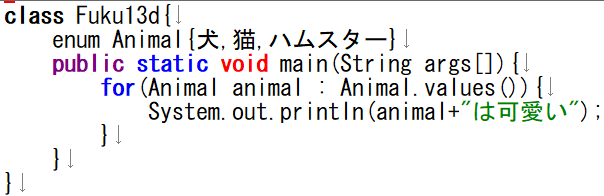 class Fuku13d{↓
    enum Animal{犬,猫,ハムスター}↓
    public static void main(String args[]){↓
        for(Animal animal : Animal.values()){↓
            System.out.println(animal+"は可愛い");
        }↓
    }↓
}↓